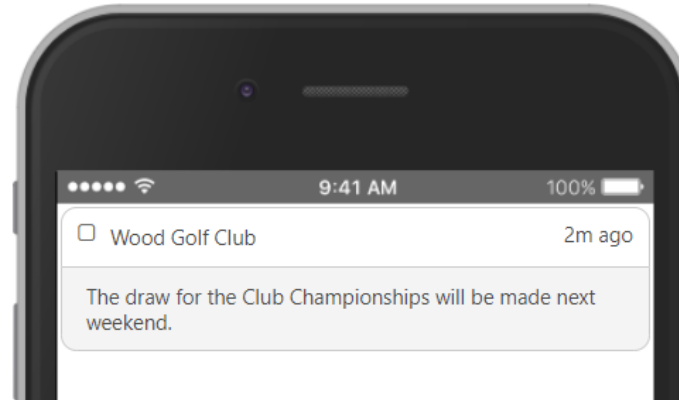 9:41 AM 100%
Wood Golf Club 2m ago
The draw for the Club Championships will be made next
weekend.